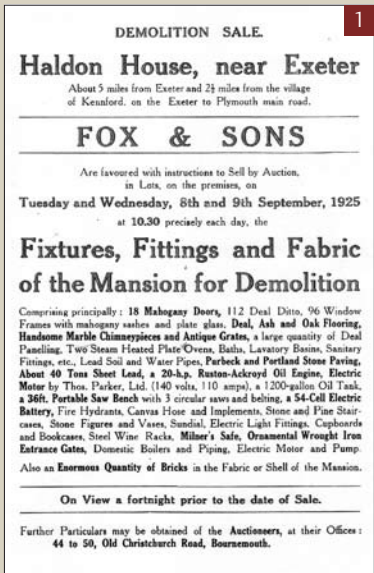 1
DEMOLITION SALE.
Haldon House, near Exeter
About 5 miles from Exeter and 2½ miles from the village
of Kennford, on the Exeter to Plymouth main road.
FOX & SONS
Are favoured with instructions to Sell by Auction,
in Lots, on the premises, on
Tuesday and Wednesday, 8th and 9th September, 1925
at 10.30 precisely each day, the
Fixtures, Fittings and Fabric
of the Mansion for Demolition
Comprising principally: 18 Mahogany Doors, 112 Deal Ditto, 96 Window
Frames with mahogany sashes and plate glass, Deal, Ash and Oak Flooring,
Handsome Marble Chimneypieces and Antique Grates, a large quantity of Deal
Panelling, Two Steam Heated Plate Ovens, Baths, Lavatory Basins, Sanitary
Fittings, etc., Lead Soil and Water Pipes, Purbeck and Portland Stone Paving,
About 40 Tons Sheet Lead, a 20-h.p. Ruston-Ackroyd Oil Engine, Electric
Motor by Thos. Parker, Ltd. (140 volts, 110 amps), a 1200-gallon Oil Tank,
a 36ft. Portable Saw Bench with 3 circular saws and belting, a 54-Cell Electric
Battery, Fire Hydrants, Canvas Hose and Implements, Stone and Pine Stair-
cases, Stone Figures and Vases, Sundial, Electric Light Fittings, Cupboards
and Bookcases, Steel Wine Racks, Milner's Safe, Ornamental Wrought Iron
Entrance Gates, Domestic Boilers and Piping, Electric Motor and Pump.
Also an Enormous Quantity of Bricks in the Fabric or Shell of the Mansion.
On View a fortnight prior to the date of Sale.
Further Particulars may be obtained of the Auctioneers, at their Offices:
44 to 50, Old Christchurch Road, Bournemouth.